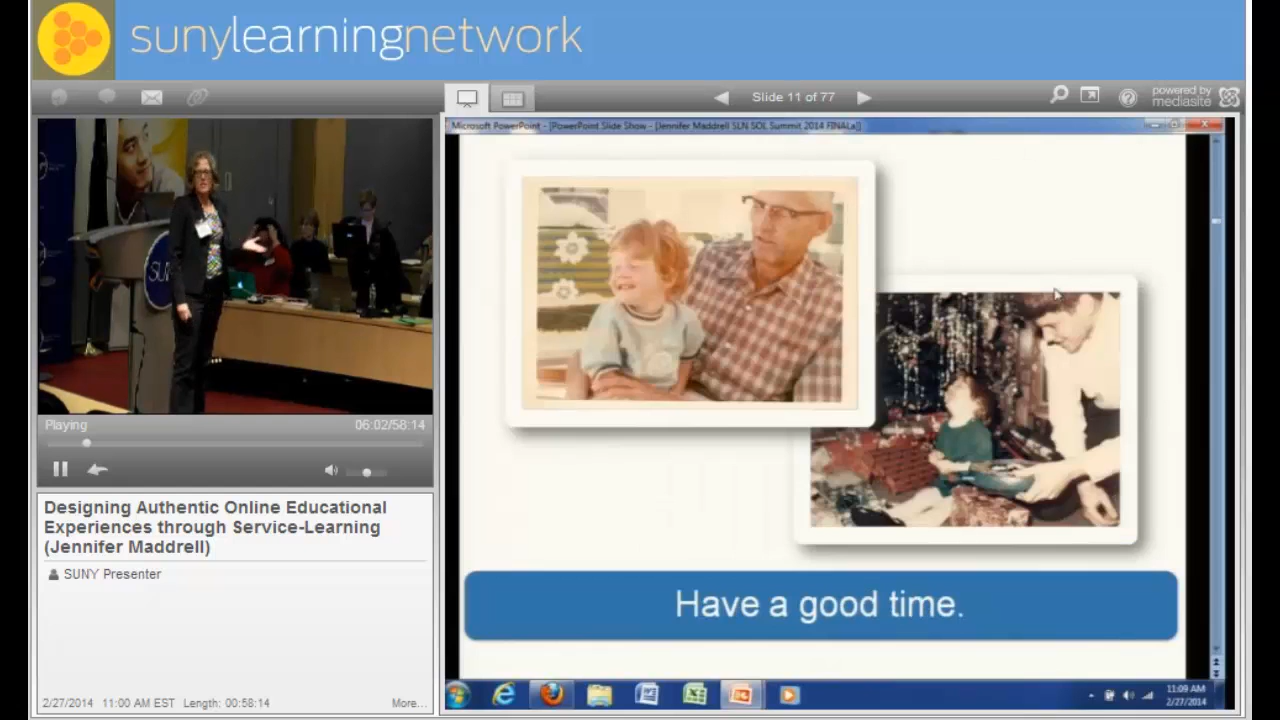 sunylearningnetwork
Slide 11 of 77
powered by
mediasite
Microsoft PowerPoint - [PowerPoint Slide Show - [Jennifer Maddrell SLN SOL Summit 2014 FINALa]]
SU
Playing
06:02/58:14
Designing Authentic Online Educational
Experiences through Service-Learning
(Jennifer Maddrell)
SUNY Presenter
Have a good time.
2/27/2014 11:00 AM EST Length: 00:58:14
More...
11:09 AM
2/27/2014